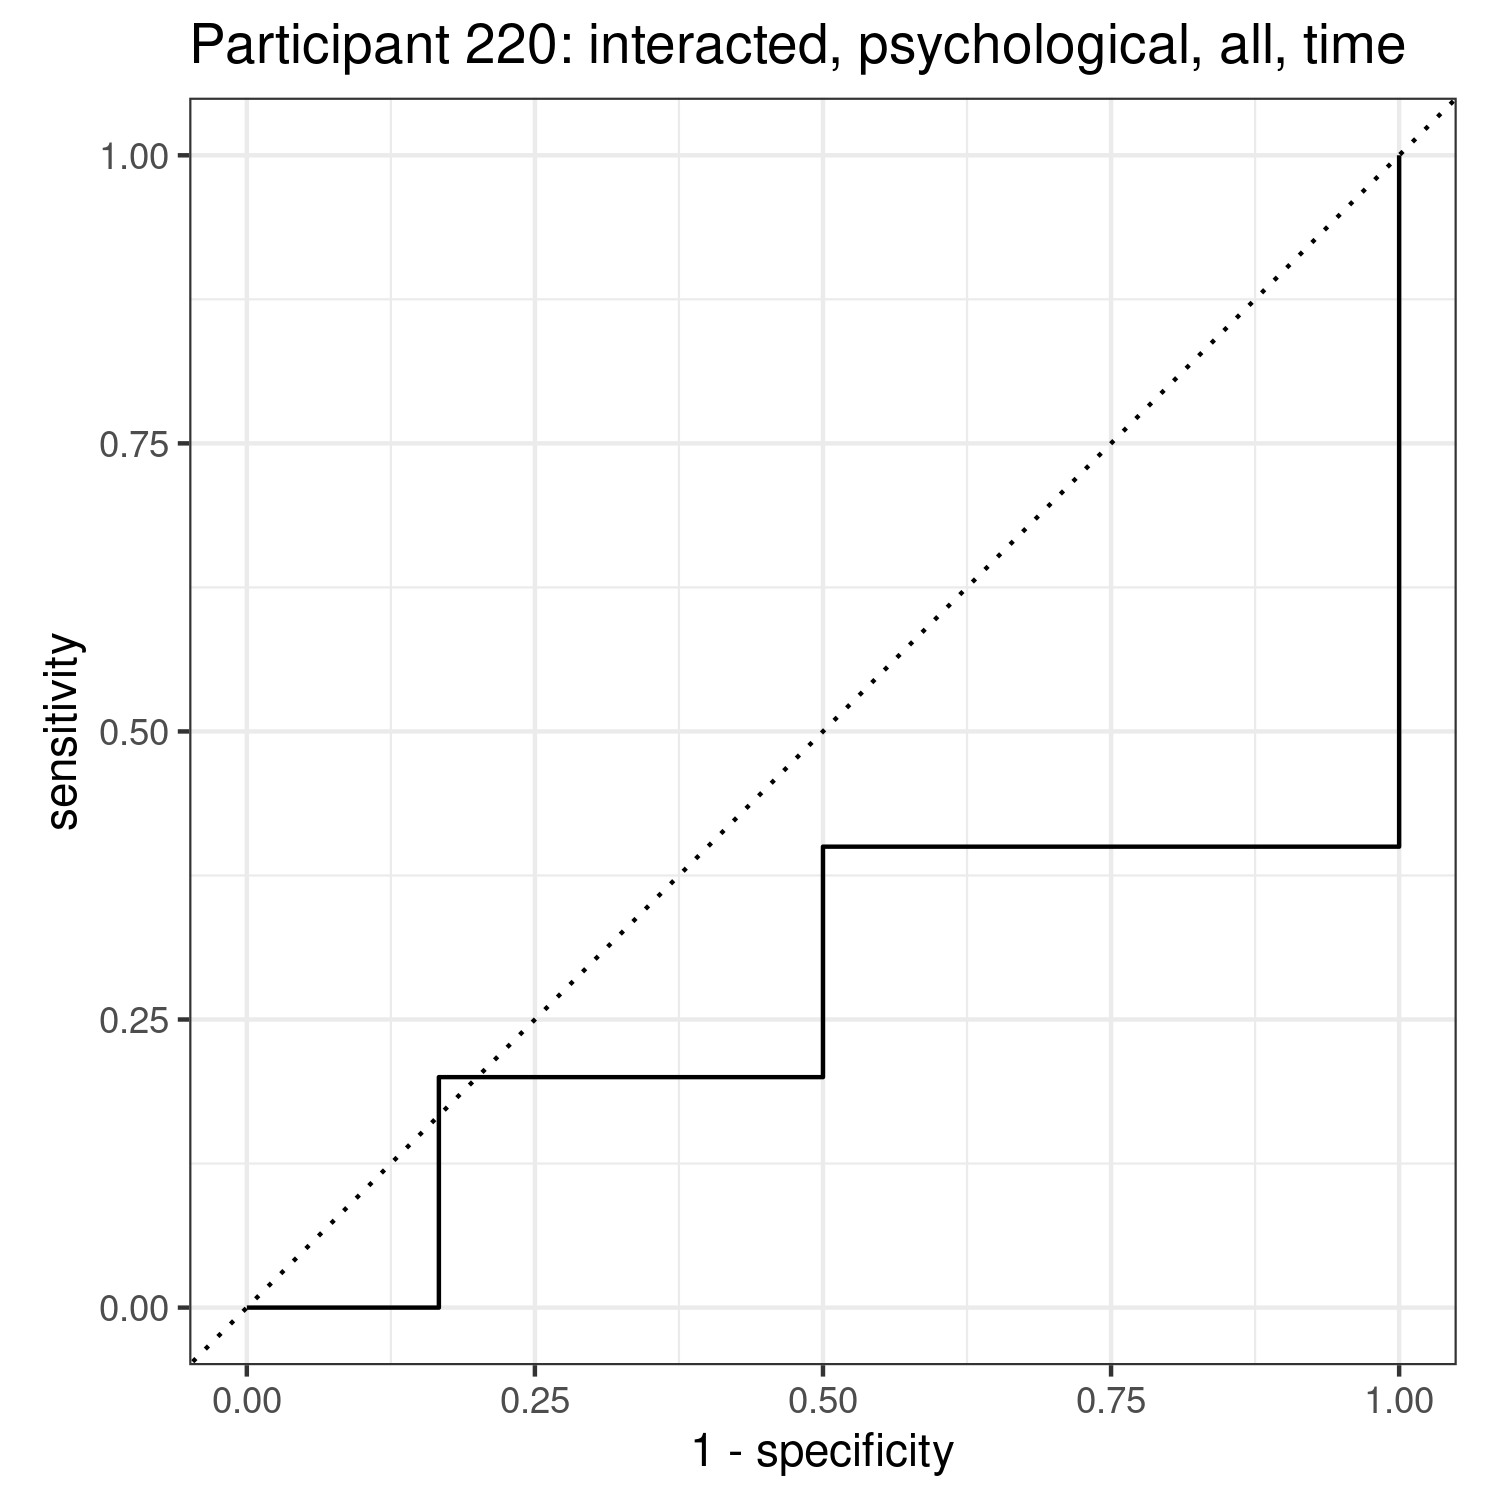 Participant 220: interacted, psychological, all, time
1.00
0.75
0.50
0.25
0.00
sensitivity
0.00 0.25 0.50 0.75 1.00
1 - specificity